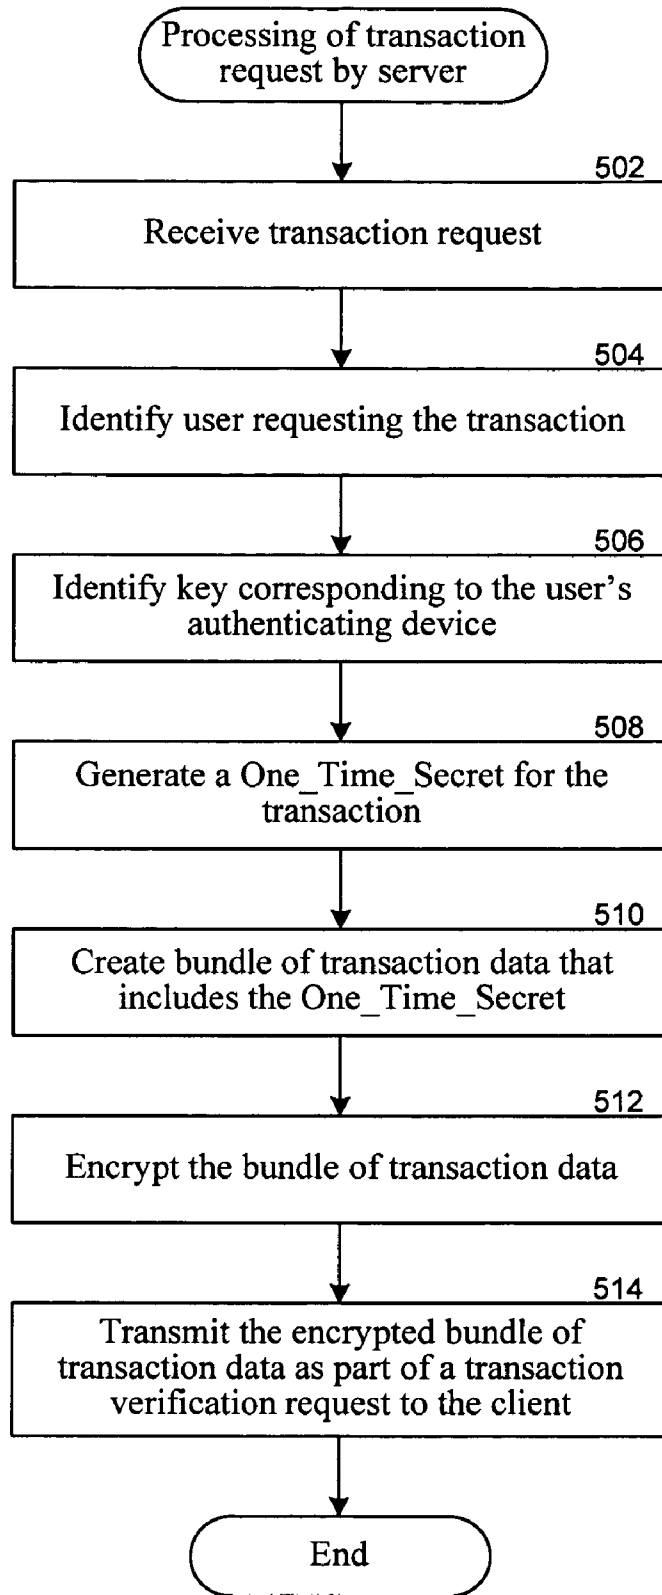 Processing of transaction
request by server
502
Receive transaction request
504
Identify user requesting the transaction
506
Identify key corresponding to the user's
authenticating device
508
Generate a One_Time_Secret for the
transaction
510
Create bundle of transaction data that
includes the One_Time_Secret
512
Encrypt the bundle of transaction data
514
Transmit the encrypted bundle of
transaction data as part of a transaction
verification request to the client
End